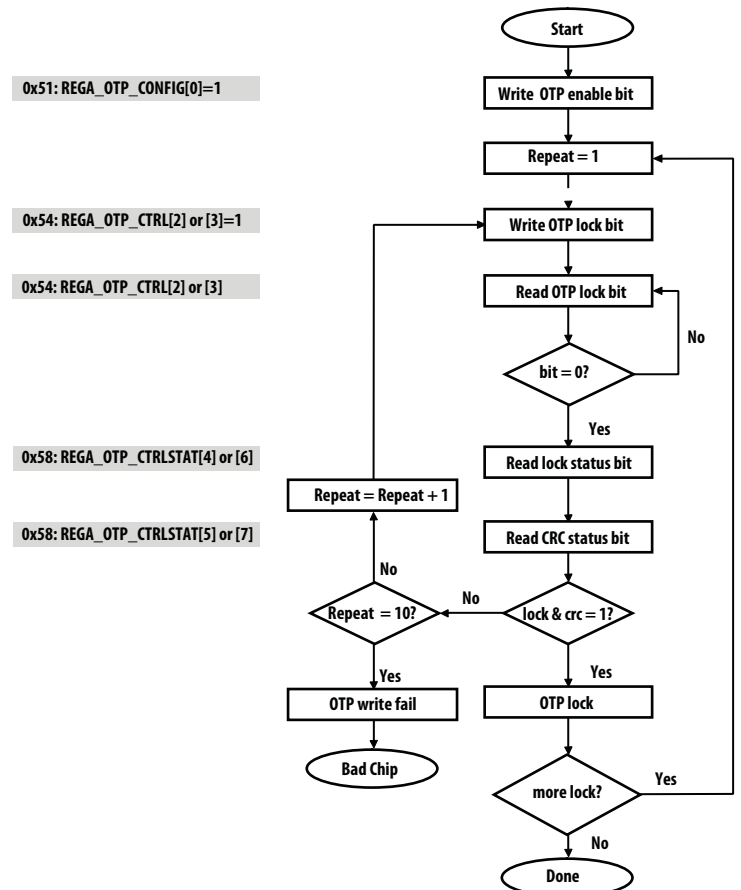 Start
0x51: REGA_OTP_CONFIG[0]=1
Write OTP enable bit
Repeat = 1
0x54: REGA_OTP_CTRL[2] or [3]=1
Write OTP lock bit
0x54: REGA_OTP_CTRL[2] or [3]
Read OTP lock bit
No
bit = 0?
Yes
0x58: REGA_OTP_CTRLSTAT[4] or [6]
Read lock status bit
Repeat = Repeat + 1
0x58: REGA_OTP_CTRLSTAT[5] or [7]
Read CRC status bit
No
Repeat = 10?
No
lock & crc = 1?
Yes
Yes
OTP write fail
OTP lock
Bad Chip
more lock?
Yes
No
Done